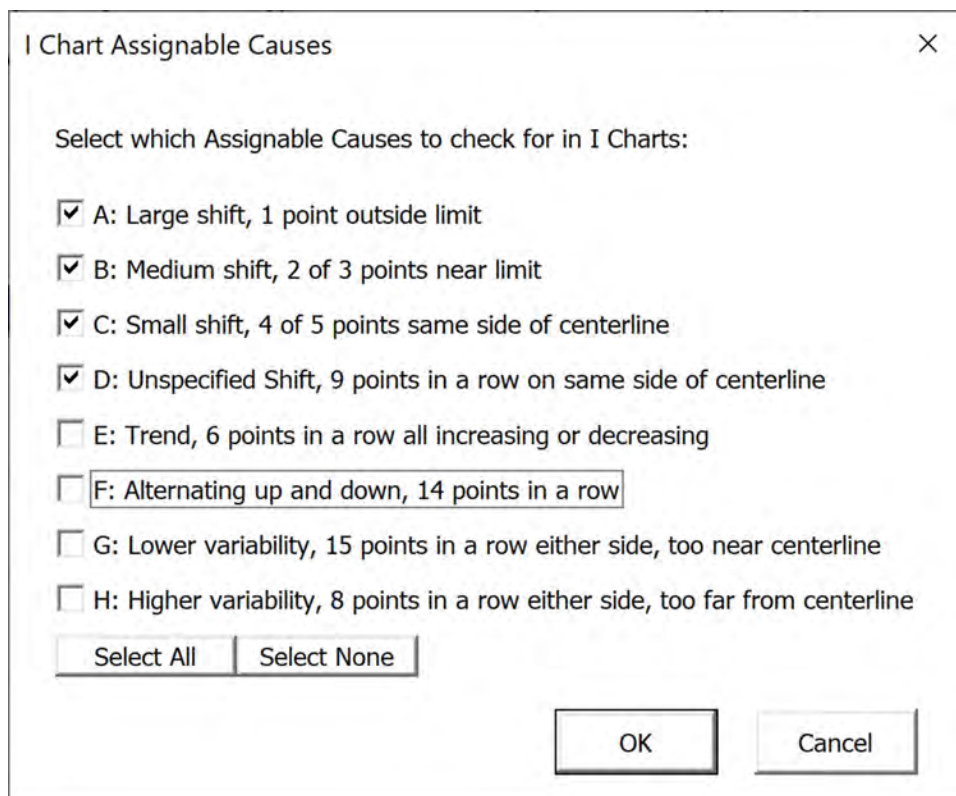 I Chart Assignable Causes
Select which Assignable Causes to check for in I Charts:
A: Large shift, 1 point outside limit
B: Medium shift, 2 of 3 points near limit
C: Small shift, 4 of 5 points same side of centerline
D: Unspecified Shift, 9 points in a row on same side of centerline
E: Trend, 6 points in a row all increasing or decreasing
F: Alternating up and down, 14 points in a row
G: Lower variability, 15 points in a row either side, too near centerline
H: Higher variability, 8 points in a row either side, too far from centerline
Select All Select None
OK Cancel